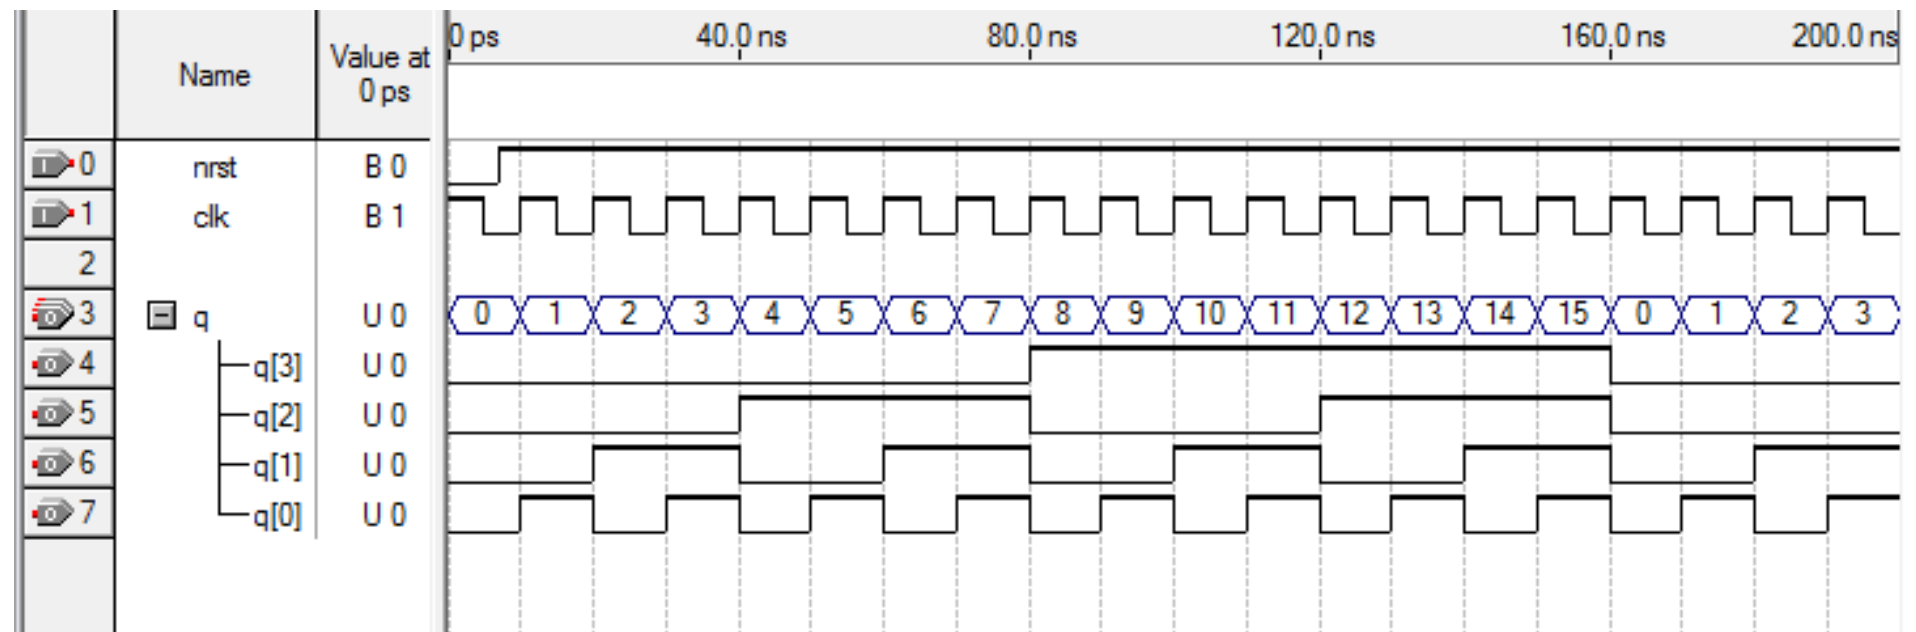 Name
Value at
0 ps
0 ps 40.0 ns 80.0 ns 120.0 ns 160.0 ns 200.0 ns
0 nrst B 0
1 clk B 1
2
3 q U 0 0 1 2 3 4 5 6 7 8 9 10 11 12 13 14 15 0 1 2 3
4 q[3] U 0
5 q[2] U 0
6 q[1] U 0
7 q[0] U 0